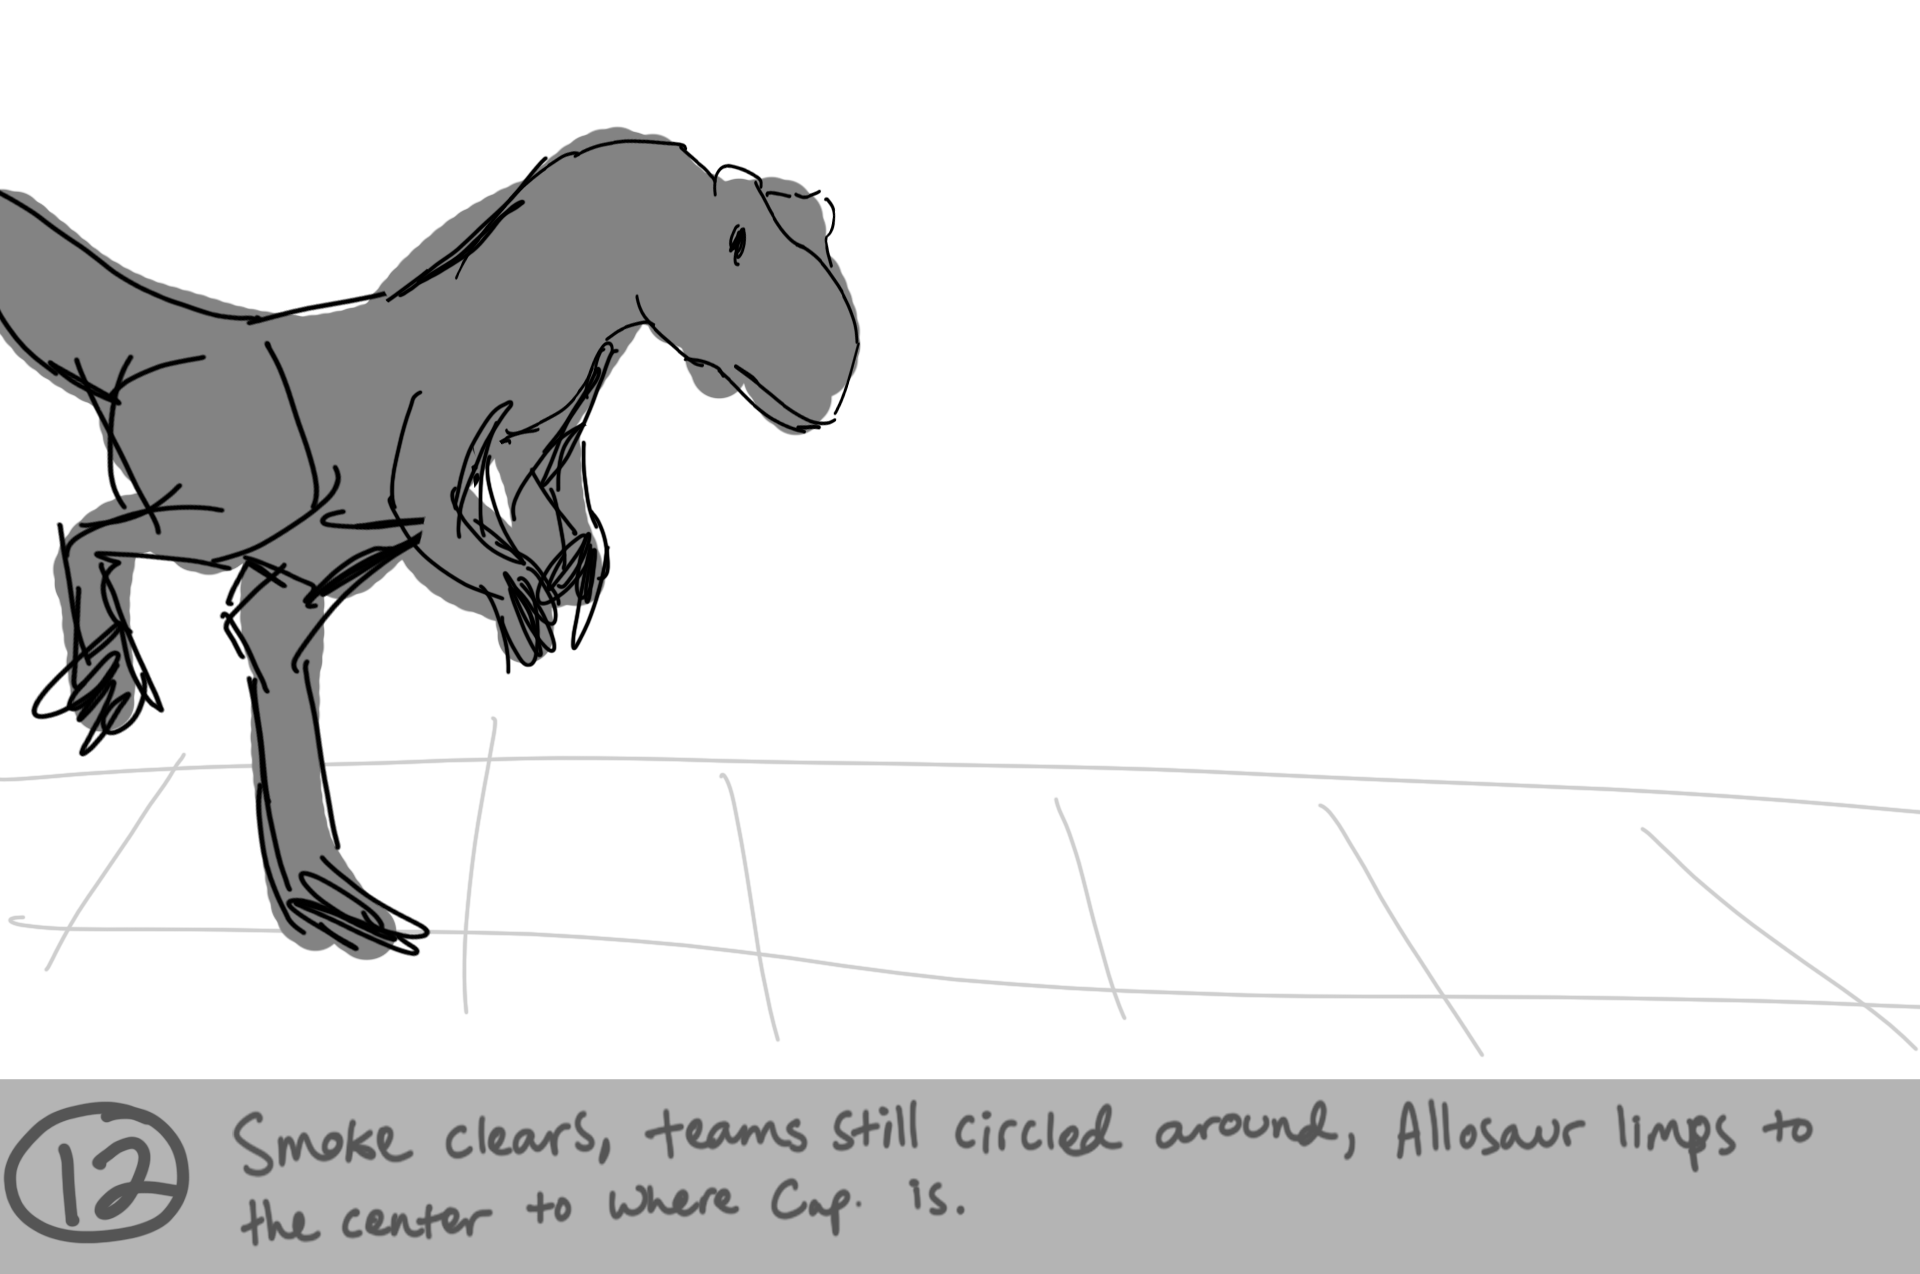 12
Smoke clears, teams still circled around, Allosaur limps to
the center to where Cap. is.